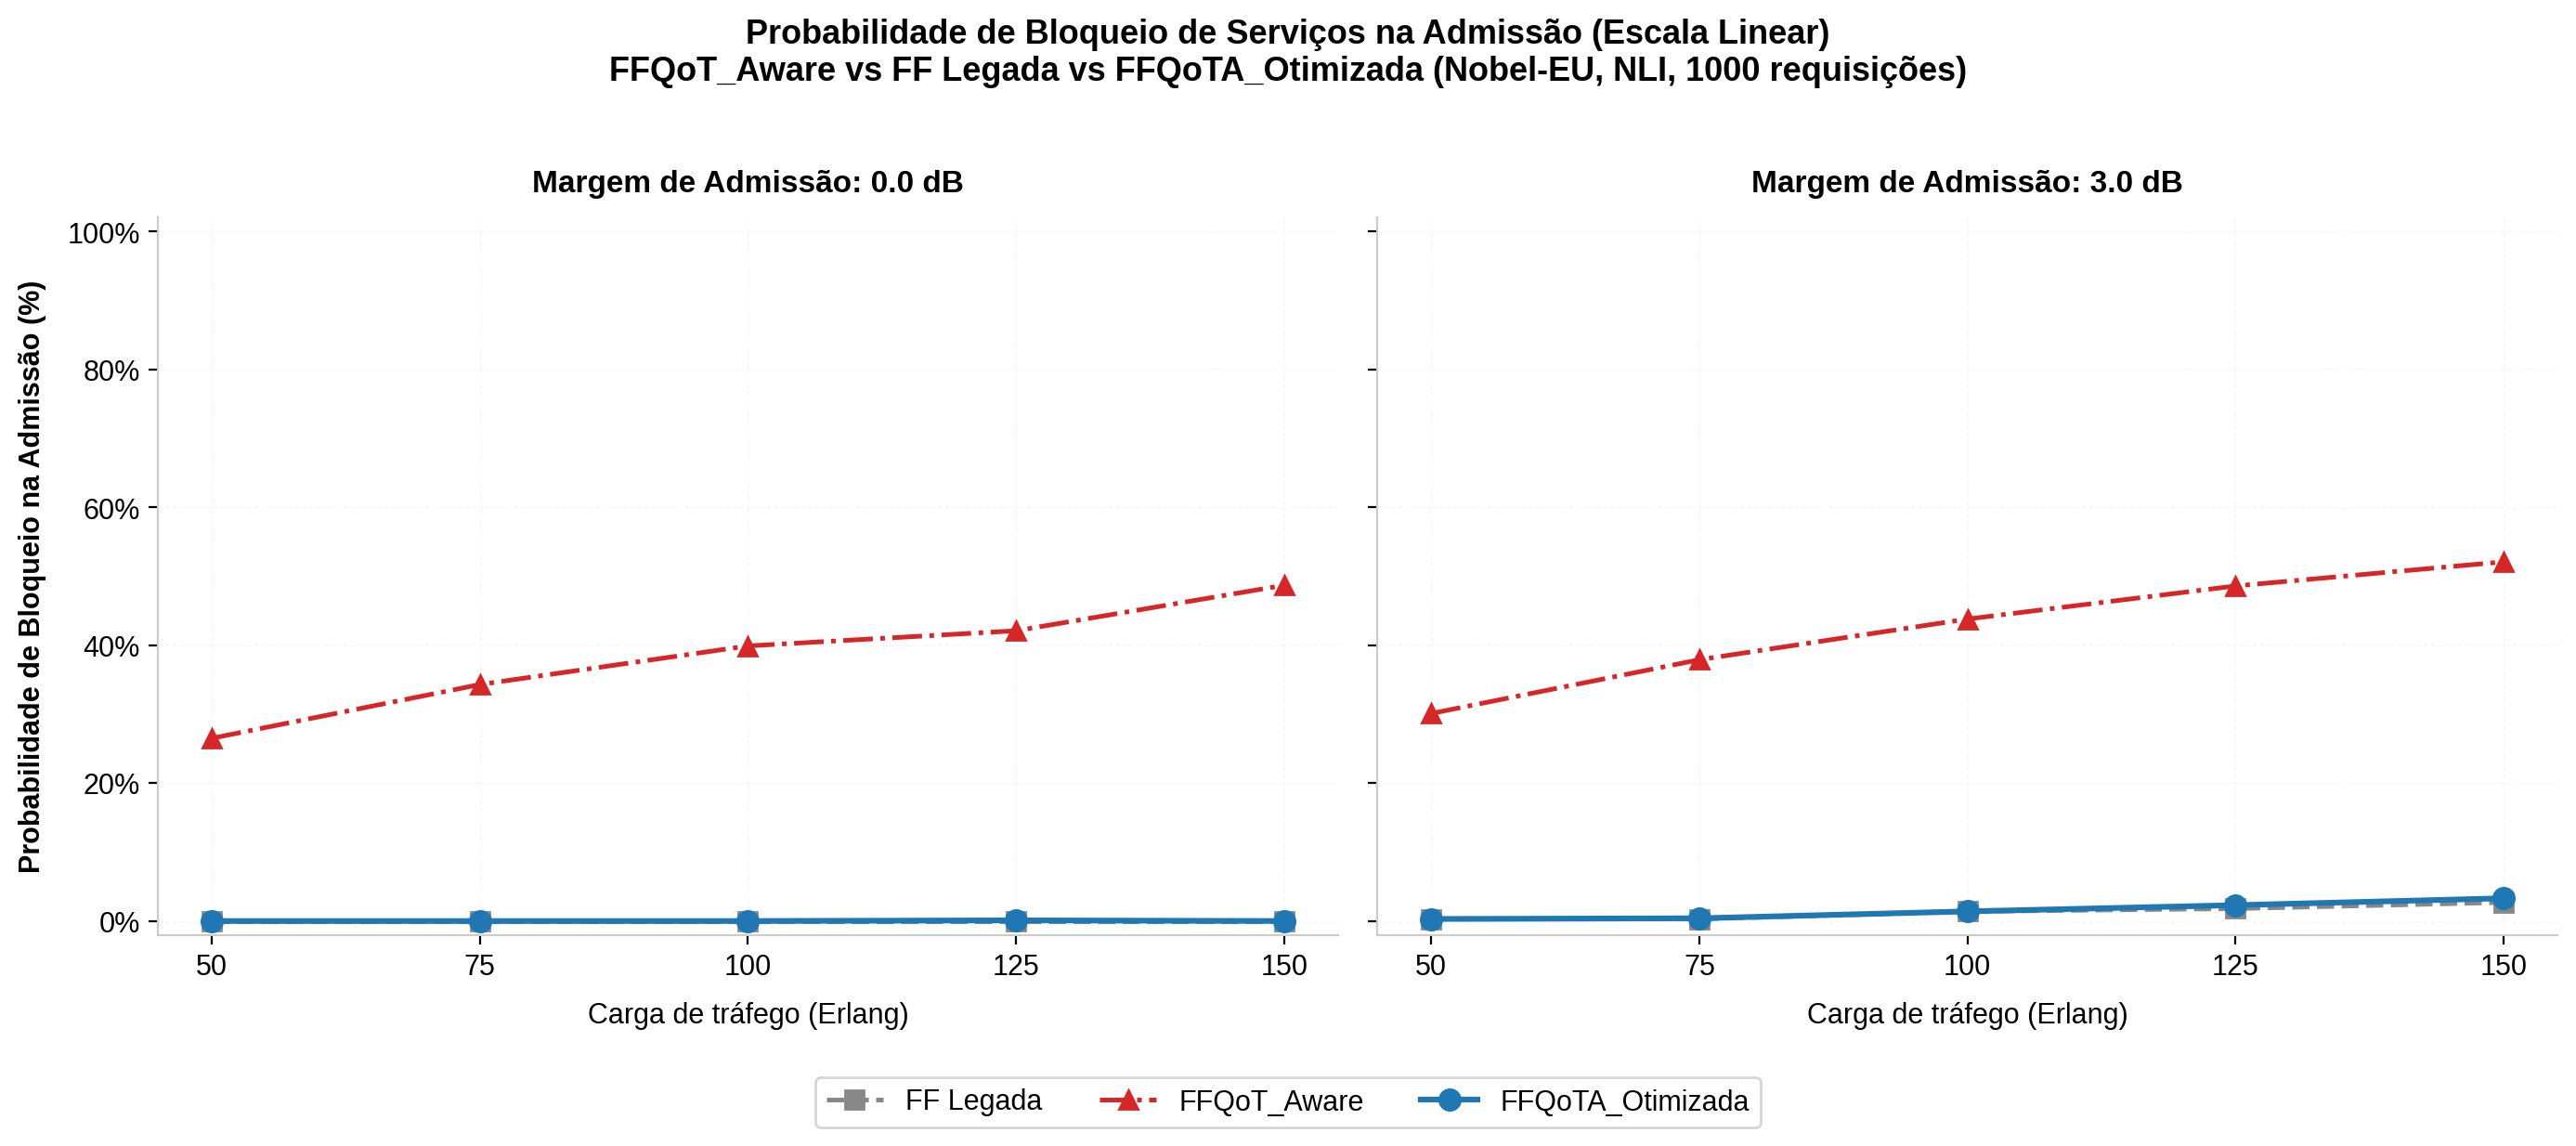 Probabilidade de Bloqueio de Serviços na Admissão (Escala Linear)
FFQoT_Aware vs FF Legada vs FFQoTA_Otimizada (Nobel-EU, NLI, 1000 requisições)
Margem de Admissão: 0.0 dB
Margem de Admissão: 3.0 dB
Probabilidade de Bloqueio na Admissão (%)
100%
80%
60%
40%
20%
0%
50 75 100 125 150
50 75 100 125 150
Carga de tráfego (Erlang)
Carga de tráfego (Erlang)
FF Legada
FFQoT_Aware
FFQoTA_Otimizada